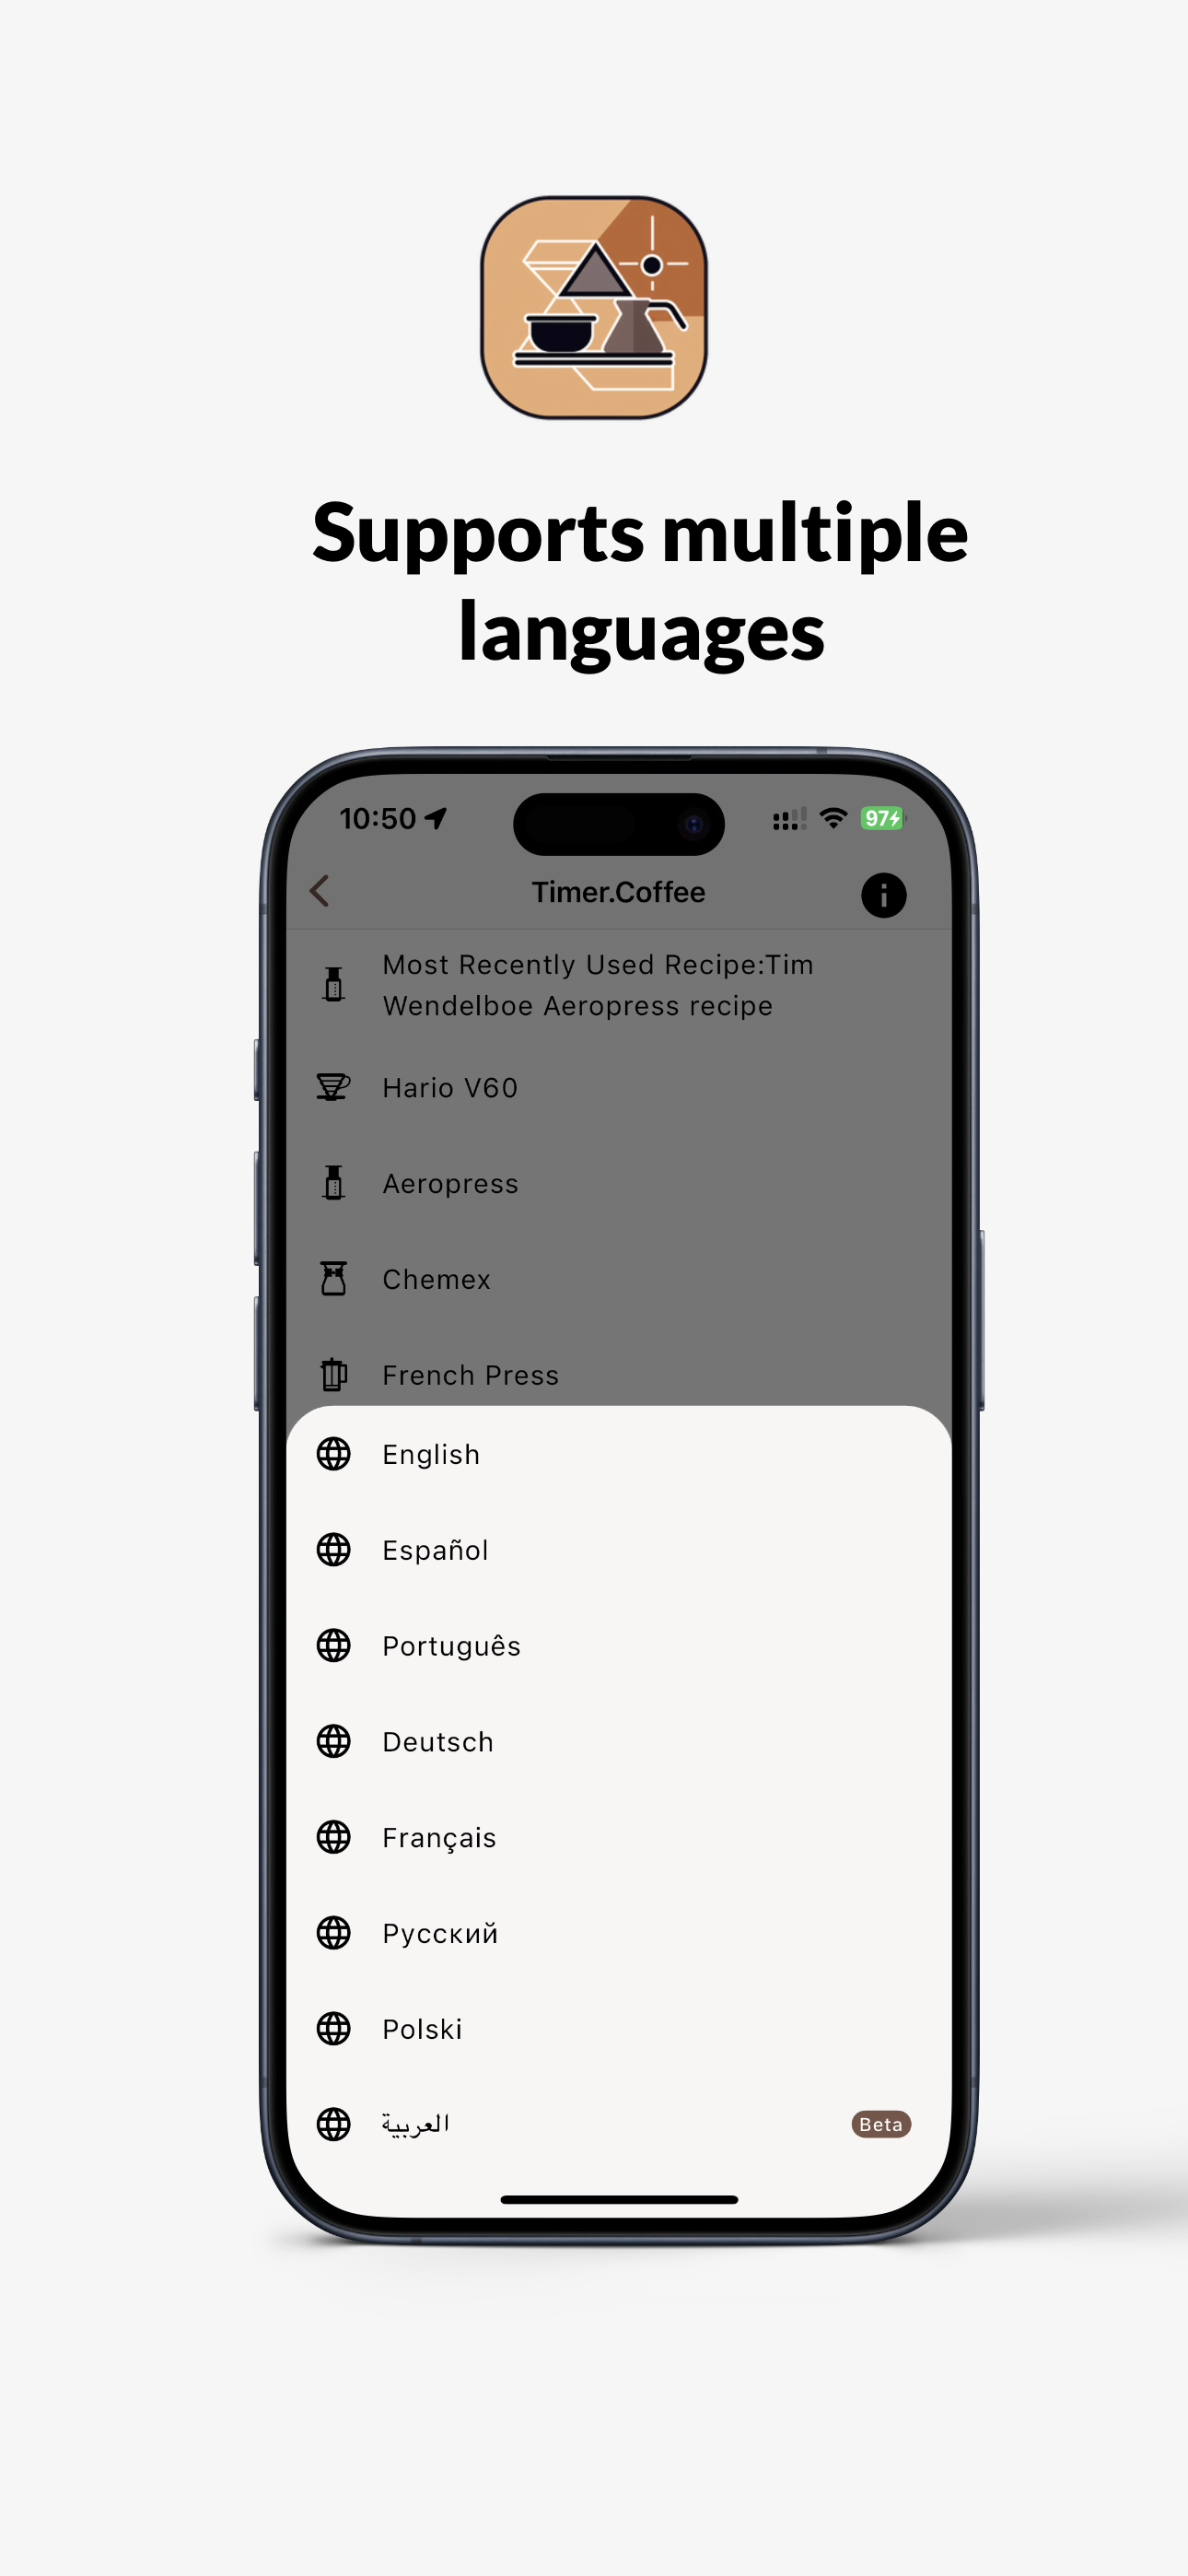 Supports multiple
languages
10:50
97
Timer.Coffee
Most Recently Used Recipe:Tim
Wendelboe Aeropress recipe
Hario V60
Aeropress
Chemex
French Press
English
Español
Português
Deutsch
Français
Русский
Polski
العربية
Beta